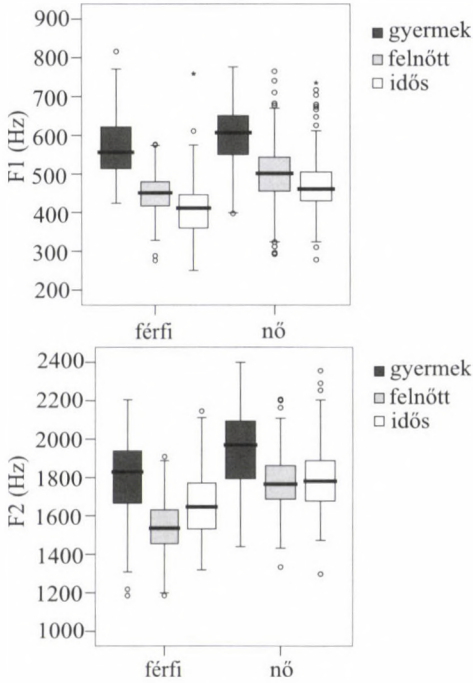 900
800
700
600
500
400
300
200
F1 (Hz)
férfi
nő
gyermek
felnőtt
idős
2400
2200
2000
1800
1600
1400
1200
1000
F2 (Hz)
férfi
nő
gyermek
felnőtt
idős